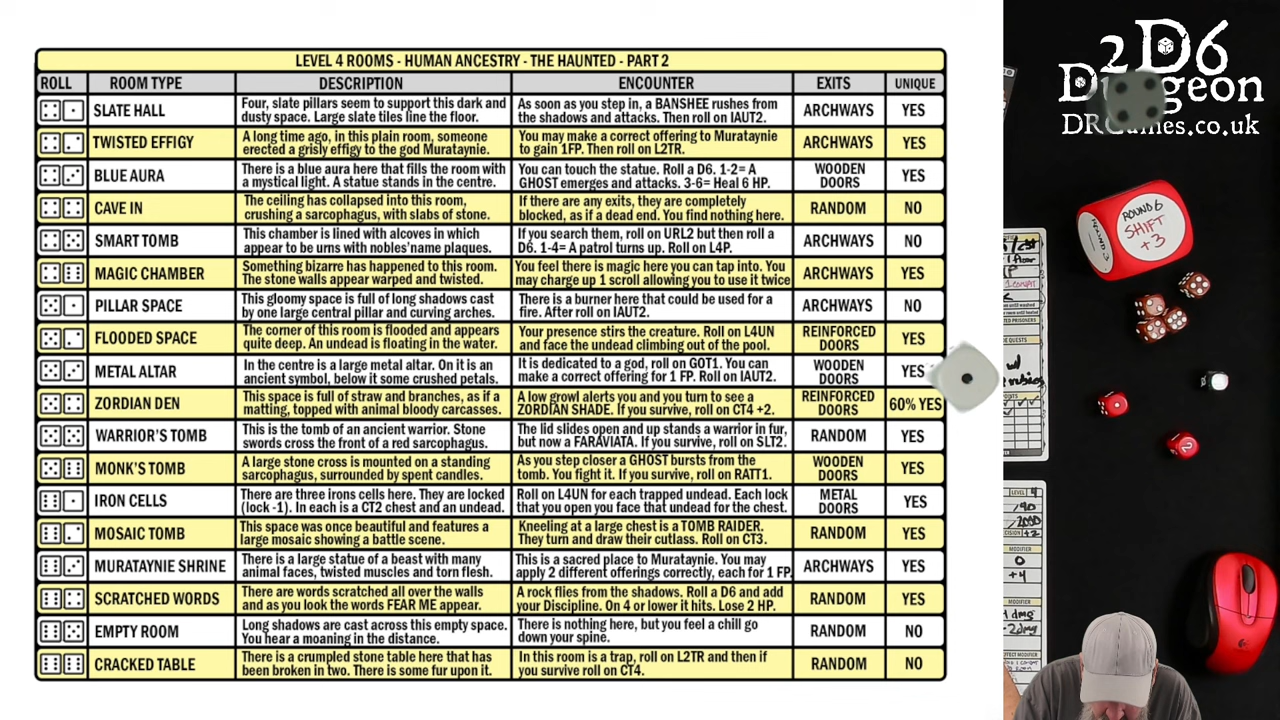 2D6
Dungeon
DRGames.co.uk
LEVEL 4 ROOMS - HUMAN ANCESTRY - THE HAUNTED - PART 2
ROLL ROOM TYPE DESCRIPTION ENCOUNTER EXITS UNIQUE
SLATE HALL Four, slate pillars seem to support this dark and As soon as you step in, a BANSHEE rushes from ARCHWAYS YES
dusty space. Large slate tiles line the floor. the shadows and attacks. Then roll on IAUT2.
TWISTED EFFIGY A long time ago, in this plain room, someone You may make a correct offering to Muratynie ARCHWAYS YES
erected a grisly effigy to the god Murataynie. to gain 1FP. Then roll on L2TR.
BLUE AURA There is a blue aura here that fills the room with You can touch the statue. Roll a D6. 1-2= A WOODEN YES
a mystical light. A statue stands in the centre. GHOST emerges and attacks. 3-6= Heal 6 HP. DOORS
CAVE IN The ceiling has collapsed into this room, If there are any exits, they are completely RANDOM NO
crushing a sarcophagus, with slabs of stone. blocked, as if a dead end. You find nothing here.
SMART TOMB This chamber is lined with alcoves in which If you search them, roll on URL2 but then roll a ARCHWAYS NO
appear to be urns with nobles'name plaques. D6. 1-4= A patrol turns up. Roll on L4P.
MAGIC CHAMBER Something bizarre has happened to this room. You feel there is magic here you can tap into. You ARCHWAYS YES
The stone walls appear warped and twisted. may charge up 1 scroll allowing you to use it twice
PILLAR SPACE This gloomy space is full of long shadows cast There is a burner here that could be used for a ARCHWAYS NO
by one large central pillar and curving arches. fire. After roll on IAUT2.
FLOODED SPACE The corner of this room is flooded and appears Your presence stirs the creature. Roll on L4UN REINFORCED YES
quite deep. An undead is floating in the water. and face the undead climbing out of the pool. DOORS
METAL ALTAR In the centre is a large metal altar. On it is an It is dedicated to a god, roll on GOT1. You can WOODEN YES
ancient symbol, below it some crushed petals. make a correct offering for 1 FP. Roll on IAUT2. DOORS
ZORDIAN DEN This space is full of straw and branches, as if a A low growl alerts you and you turn to see a REINFORCED 60% YES
matting, topped with animal bloody carcasses. ZORDIAN SHADE. If you survive, roll on CT4 +2. DOORS
WARRIOR'S TOMB This is the tomb of an ancient warrior. Stone The lid slides open and up stands a warrior in fur, RANDOM YES
swords cross the front of a red sarcophagus. but now a FARAVIATA. If you survive, roll on SLT2.
MONK'S TOMB A large stone cross is mounted on a standing As you step closer a GHOST bursts from the WOODEN YES
sarcophagus, surrounded by spent candles. tomb. You fight it. If you survive, roll on RATT1. DOORS
IRON CELLS There are three irons cells here. They are locked Roll on L4UN for each trapped undead. Each lock METAL YES
(lock -1). In each is a CT2 chest and an undead. that you open you face that undead for the chest. DOORS
MOSAIC TOMB This space was once beautiful and features a Kneeling at a large chest is a TOMB RAIDER. RANDOM YES
large mosaic showing a battle scene. They turn and draw their cutlass. Roll on CT3.
MURATAYNIE SHRINE There is a large statue of a beast with many This is a sacred place to Murataynie. You may ARCHWAYS YES
animal faces, twisted muscles and torn flesh. apply 2 different offerings correctly, each for 1 FP.
SCRATCHED WORDS There are words scratched all over the walls A rock flies from the shadows. Roll a D6 and add RANDOM YES
and as you look the words FEAR ME appear. your Discipline. On 4 or lower it hits. Lose 2 HP.
EMPTY ROOM Long shadows are cast across this empty space. There is nothing here, but you feel a chill go RANDOM NO
You hear a moaning in the distance. down your spine.
CRACKED TABLE There is a crumpled stone table here that has In this room is a trap, roll on L2TR and then if RANDOM NO
been broken in two. There is some fur upon it. you survive roll on CT4.
ROUND 6
SHIFT
+3
ROUND 3